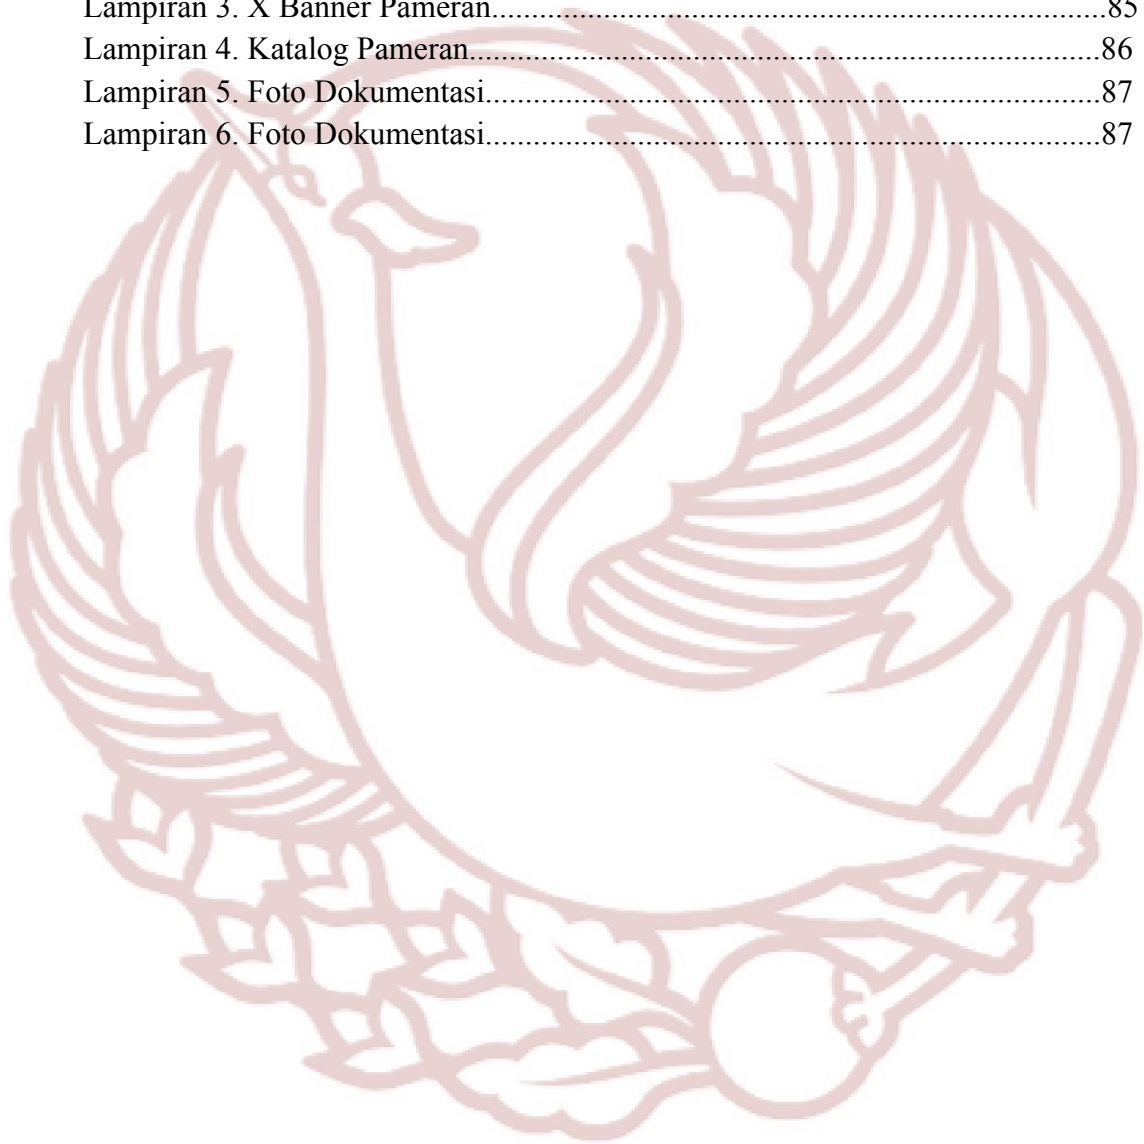 Lampiran 3. X Banner Pameran.............................................................................85
Lampiran 4. Katalog Pameran...............................................................................86
Lampiran 5. Foto Dokumentasi.............................................................................87
Lampiran 6. Foto Dokumentasi.............................................................................87